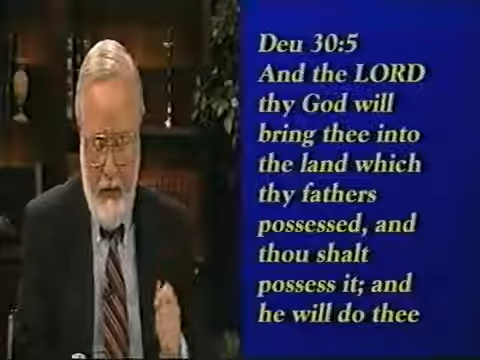 Deu 30:5
And the LORD
thy God will
bring thee into
the land which
thy fathers
possessed, and
thou shalt
possess it; and
he will do thee